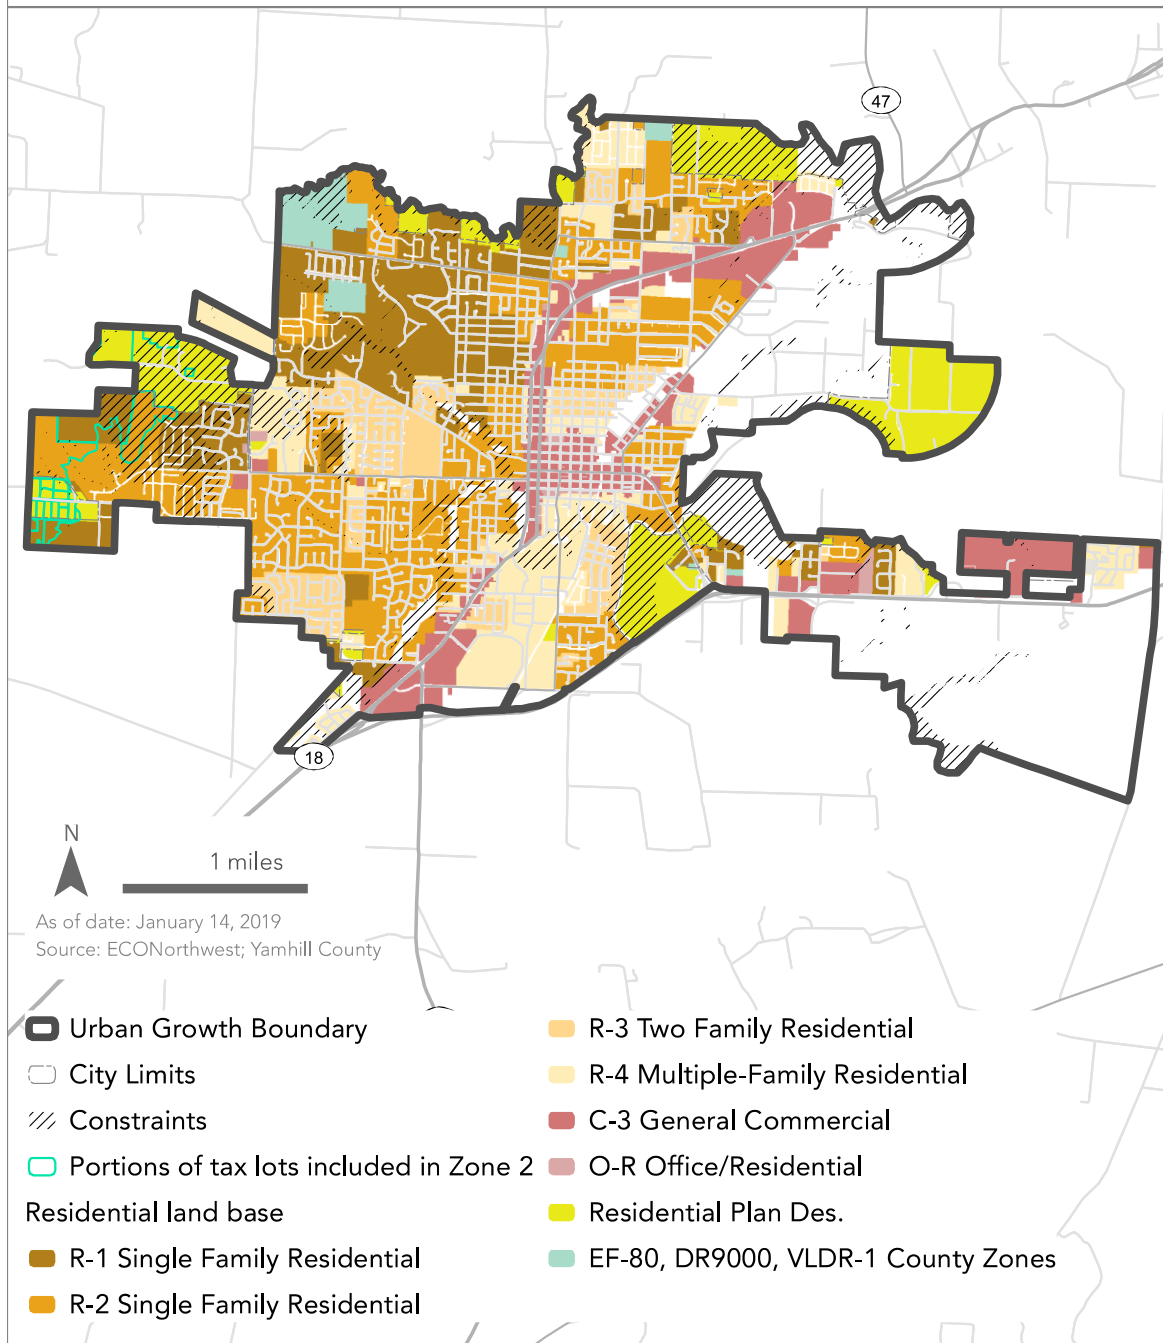 47
18
N
1 miles
As of date: January 14, 2019
Source: ECONorthwest; Yamhill County
Urban Growth Boundary
City Limits
Constraints
Portions of tax lots included in Zone 2
Residential land base
R-1 Single Family Residential
R-2 Single Family Residential
R-3 Two Family Residential
R-4 Multiple-Family Residential
C-3 General Commercial
O-R Office/Residential
Residential Plan Des.
EF-80, DR9000, VLDR-1 County Zones